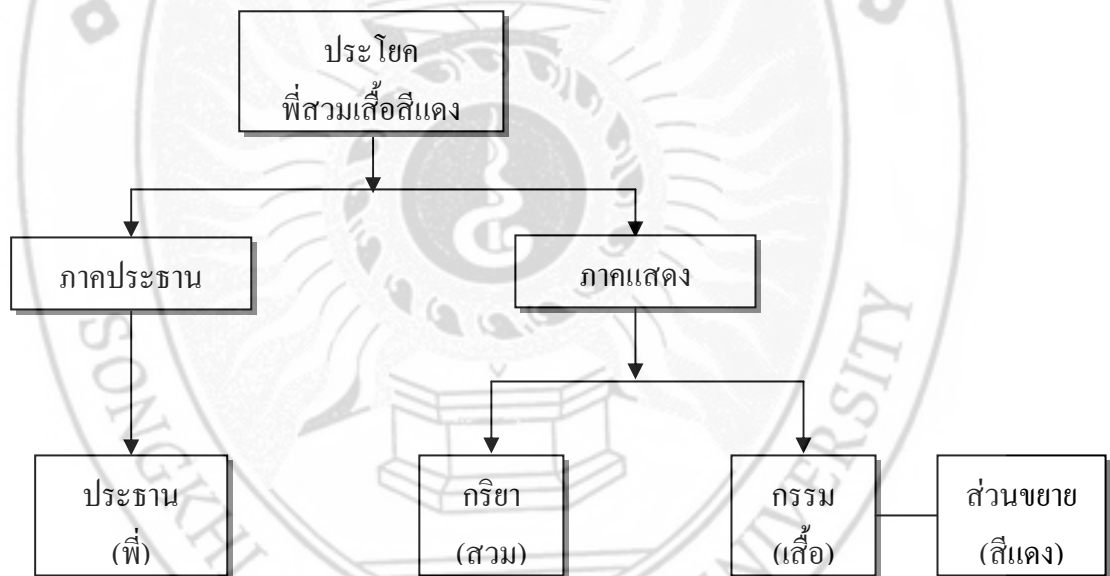 ประโยค
พี่สวมเสื้อสีแดง
ภาคประธาน
ภาคแสดง
ประธาน
(พี่)
กริยา
(สวม)
กรรม
(เสื้อ)
ส่วนขยาย
(สีแดง)
SONGKH
UNIVERSITY